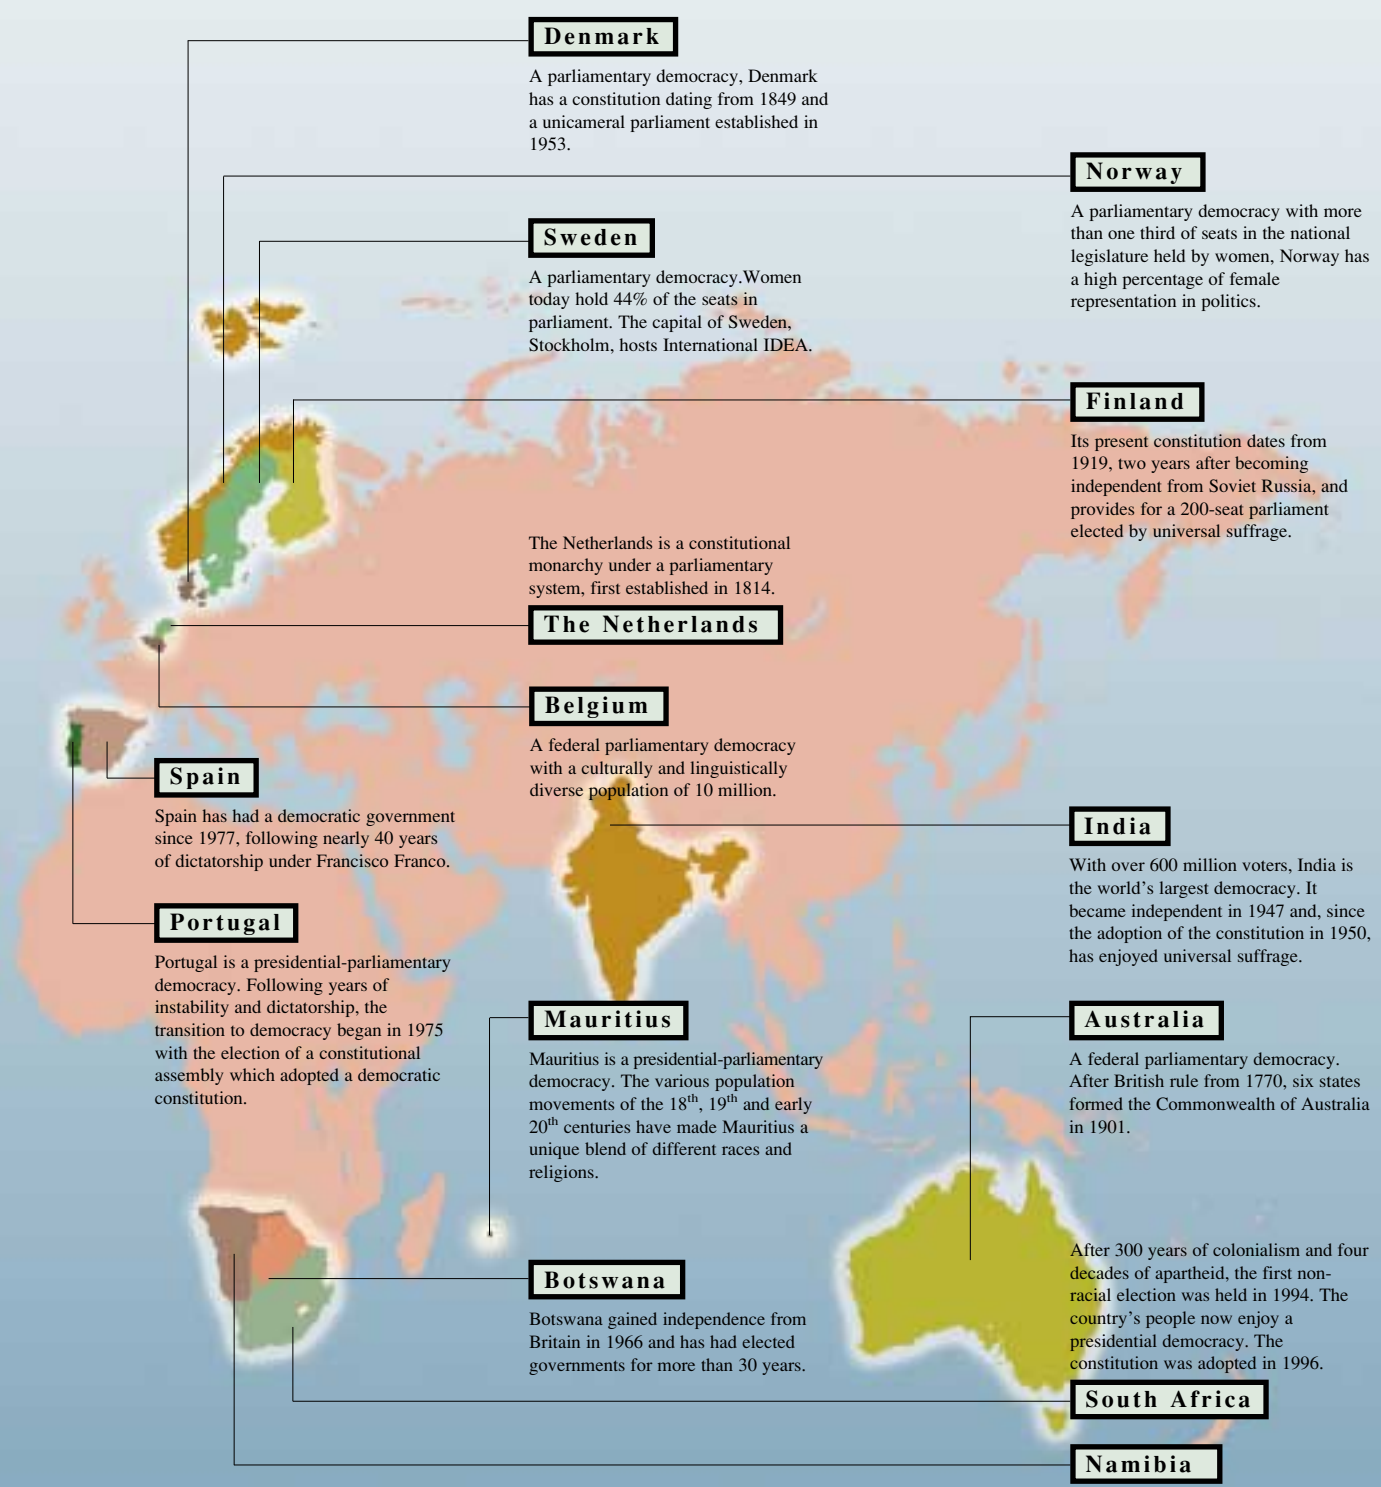 Denmark
A parliamentary democracy, Denmark
has a constitution dating from 1849 and
a unicameral parliament established in
1953.
Norway
A parliamentary democracy with more
than one third of seats in the national
legislature held by women, Norway has
a high percentage of female
representation in politics.
Sweden
A parliamentary democracy.Women
today hold 44% of the seats in
parliament. The capital of Sweden,
Stockholm, hosts International IDEA.
Finland
Its present constitution dates from
1919, two years after becoming
independent from Soviet Russia, and
provides for a 200-seat parliament
elected by universal suffrage.
The Netherlands is a constitutional
monarchy under a parliamentary
system, first established in 1814.
The Netherlands
Belgium
A federal parliamentary democracy
with a culturally and linguistically
diverse population of 10 million.
Spain
Spain has had a democratic government
since 1977, following nearly 40 years
of dictatorship under Francisco Franco.
India
With over 600 million voters, India is
the world's largest democracy. It
became independent in 1947 and, since
the adoption of the constitution in 1950,
has enjoyed universal suffrage.
Portugal
Portugal is a presidential-parliamentary
democracy. Following years of
instability and dictatorship, the
transition to democracy began in 1975
with the election of a constitutional
assembly which adopted a democratic
constitution.
Mauritius
Mauritius is a presidential-parliamentary
democracy. The various population
movements of the 18th, 19th and early
20th centuries have made Mauritius a
unique blend of different races and
religions.
Australia
A federal parliamentary democracy.
After British rule from 1770, six states
formed the Commonwealth of Australia
in 1901.
Botswana
Botswana gained independence from
Britain in 1966 and has had elected
governments for more than 30 years.
After 300 years of colonialism and four
decades of apartheid, the first non-
racial election was held in 1994. The
country's people now enjoy a
presidential democracy. The
constitution was adopted in 1996.
South Africa
Namibia